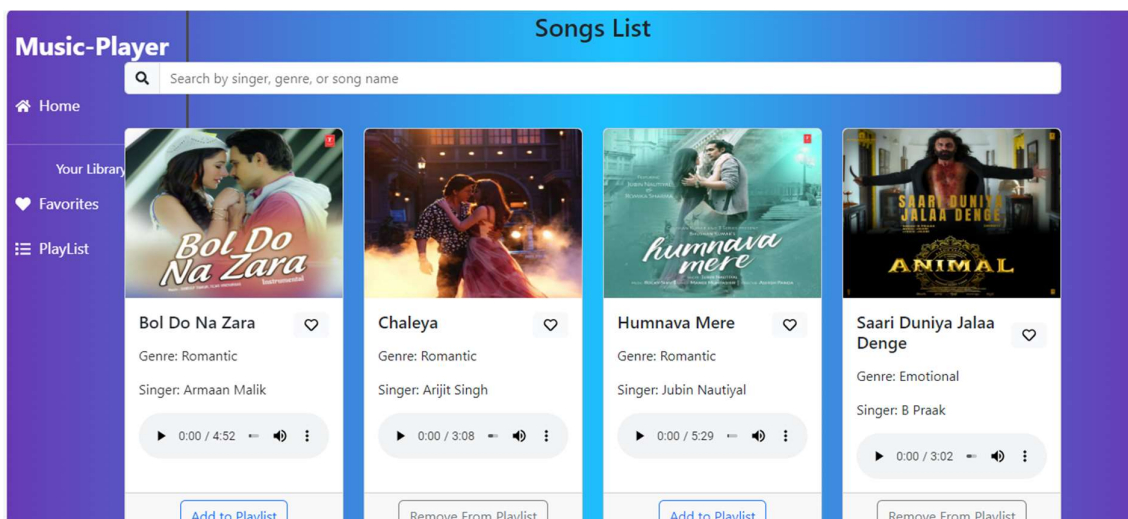 Songs List
Music-Player
Search by singer, genre, or song name
Home
Your Library
Favorites
PlayList
Bol Do
Na Zara
Instrumental
humnava
mere
SAARI DUNIYA
JALAA DENGE
ANIMAL
Bol Do Na Zara
Genre: Romantic
Singer: Armaan Malik
0:00 / 4:52
Add to Playlist
Chaleya
Genre: Romantic
Singer: Arijit Singh
0:00 / 3:08
Remove From Playlist
Humnava Mere
Genre: Romantic
Singer: Jubin Nautiyal
0:00 / 5:29
Add to Playlist
Saari Duniya Jalaa
Denge
Genre: Emotional
Singer: B Praak
0:00 / 3:02
Remove From Playlist